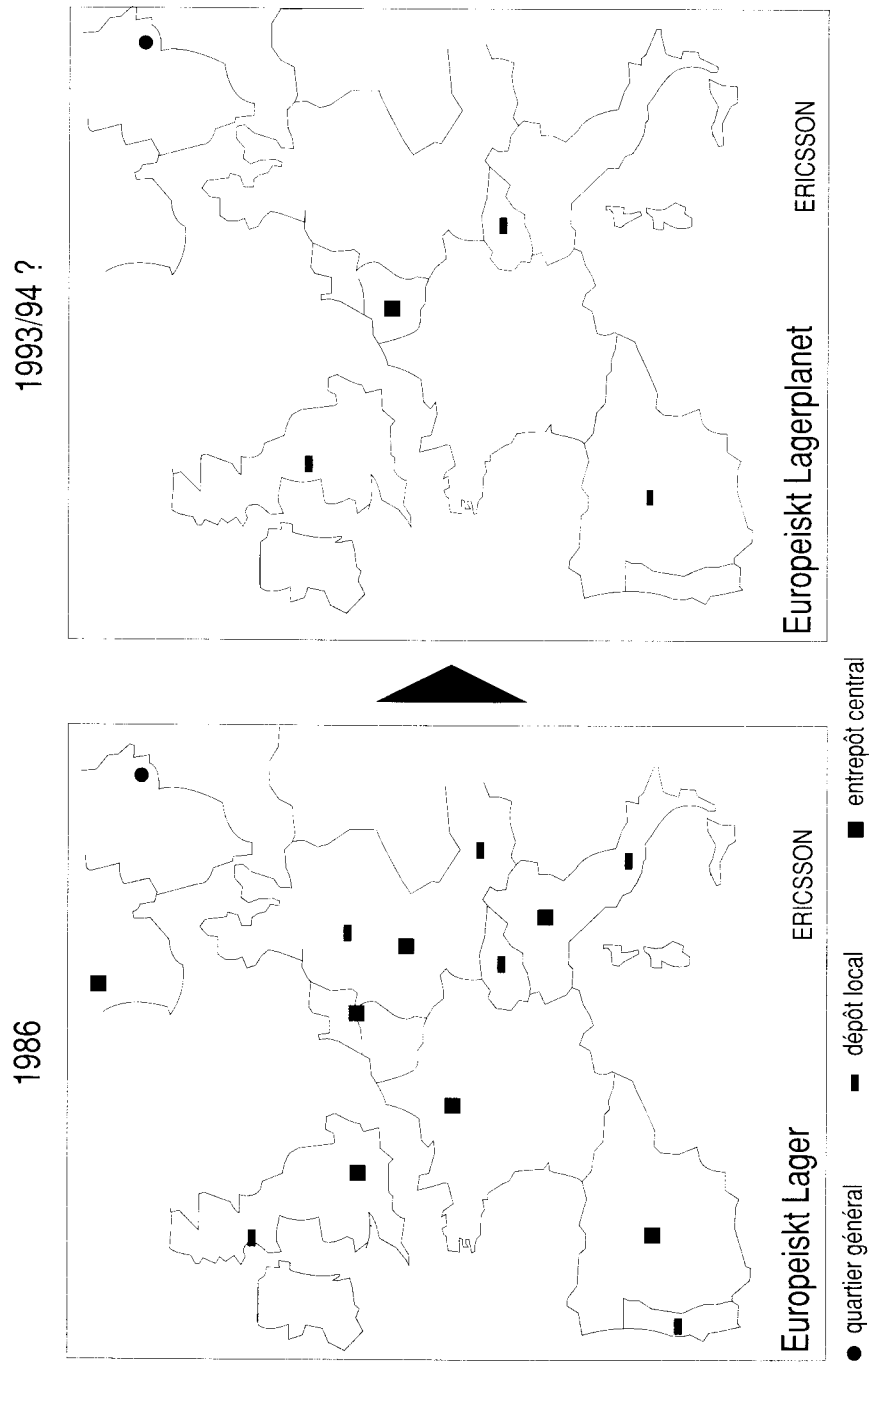 1986
1993/94 ?
Europeiskt Lager
ERICSSON
Europeiskt Lagerplanet
ERICSSON
quartier général
dépôt local
entrepôt central